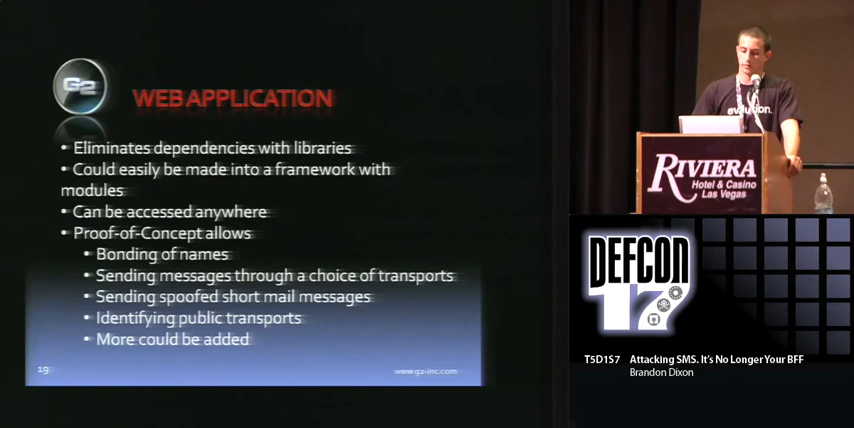 G2
WEB APPLICATION
• Eliminates dependencies with libraries
• Could easily be made into a framework with
modules
• Can be accessed anywhere
• Proof-of-Concept allows
• Bonding of names
• Sending messages through a choice of transports
• Sending spoofed short mail messages
• Identifying public transports
• More could be added
19
www.g2-inc.com
evolution.
RIVIERA
Hotel & Casino
Las Vegas
DEFCON
17
T5D1S7 Attacking SMS. It's No Longer Your BFF
Brandon Dixon